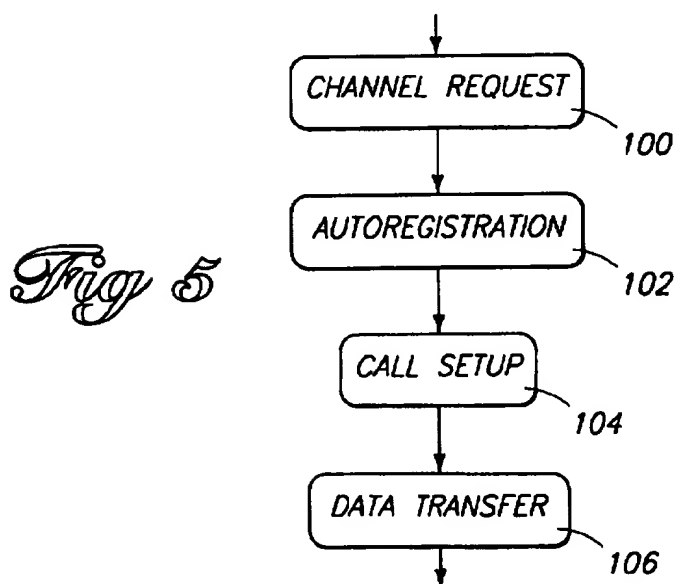 CHANNEL REQUEST
100
AUTOREGISTRATION
102
Fig 5
CALL SETUP
104
DATA TRANSFER
106